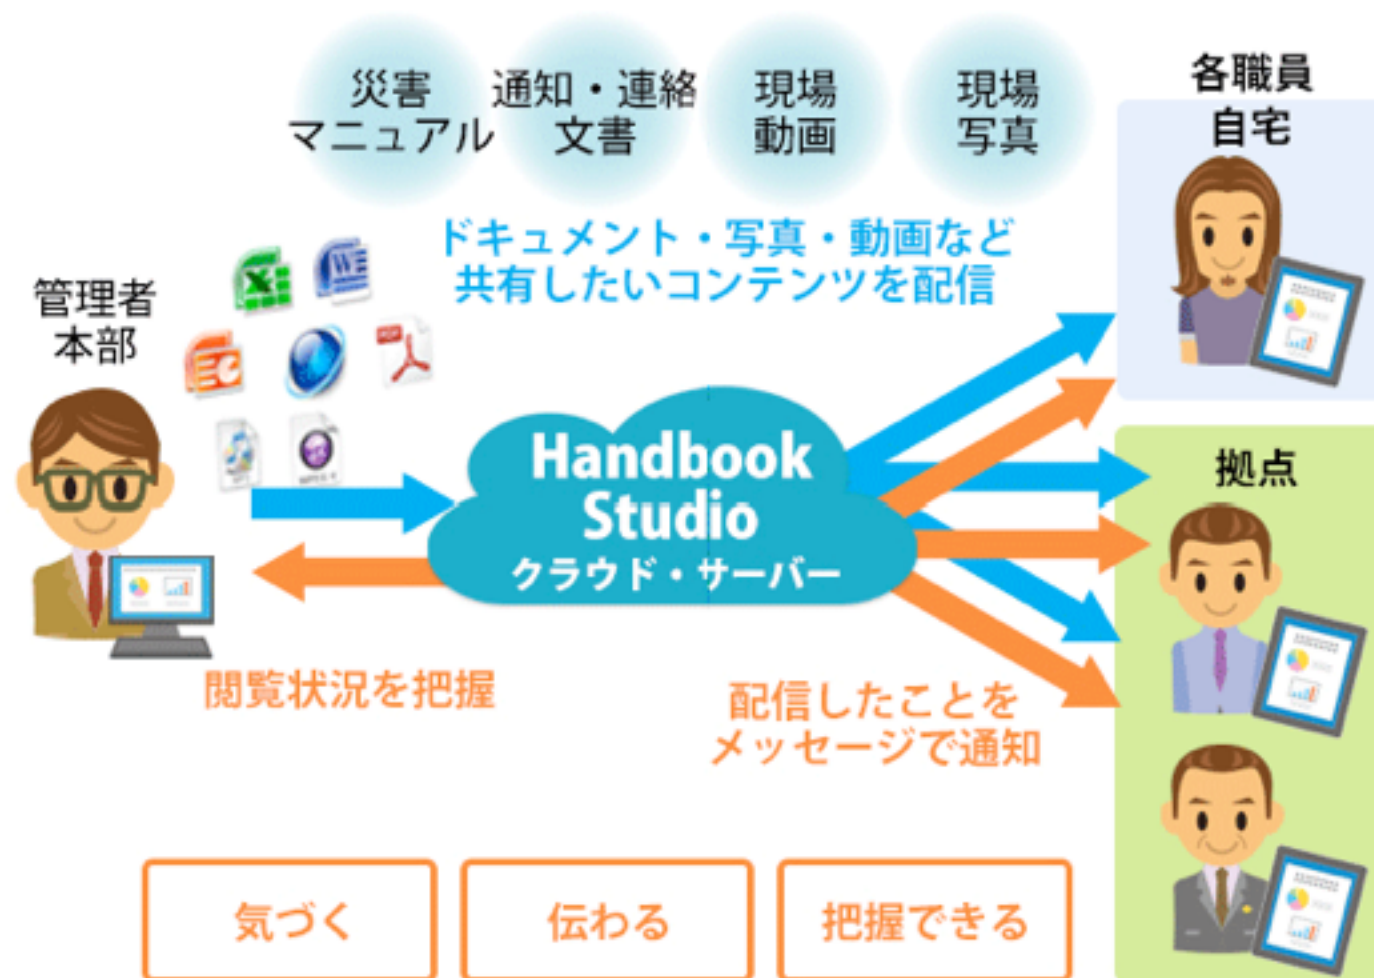 災害
マニュアル
通知・連絡
文書
現場
動画
現場
写真
各職員
自宅
ドキュメント・写真・動画など
共有したいコンテンツを配信
管理者
本部
Handbook
Studio
クラウド・サーバー
拠点
閲覧状況を把握
配信したことを
メッセージで通知
気づく
伝わる
把握できる